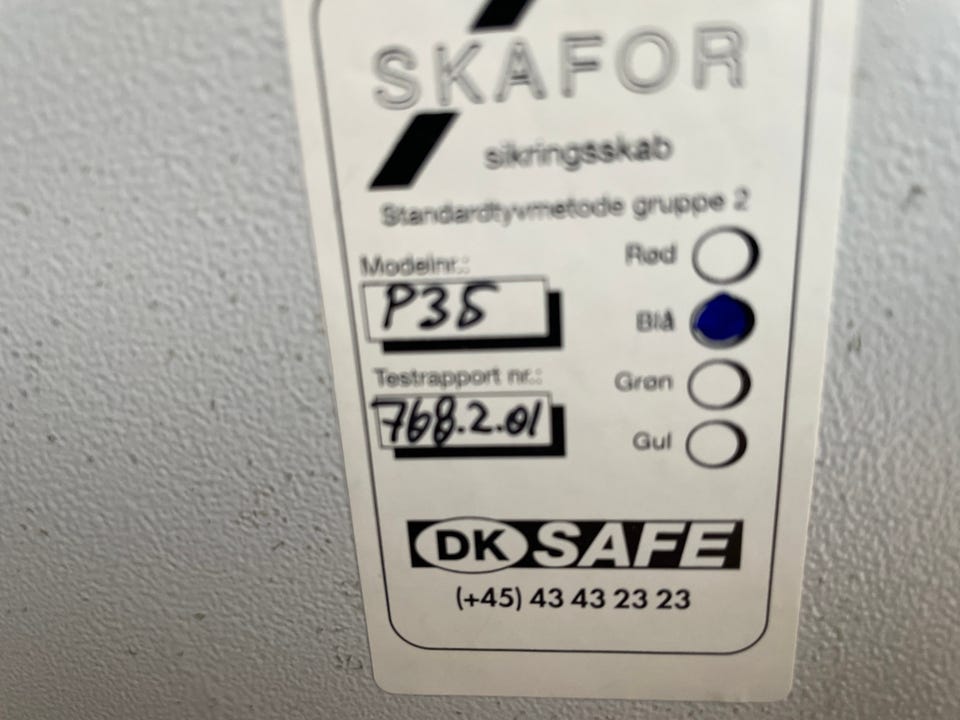 SKAFOR
sikringsskab
Standardtyvmetode gruppe 2
Modelnr.:
P35
Rød
Blå
Testrapport nr.:
768.2.01
Grøn
Gul
DK SAFE
(+45) 43 43 23 23